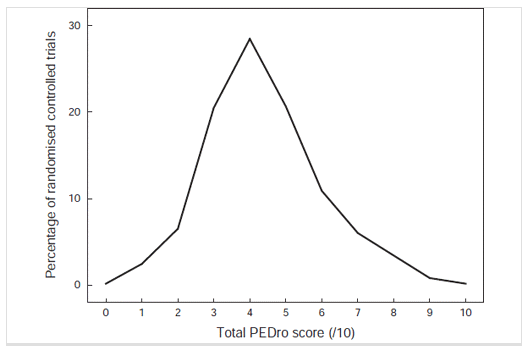 Percentage of randomised controlled trials
30
20
10
0
0 1 2 3 4 5 6 7 8 9 10
Total PEDro score (/10)